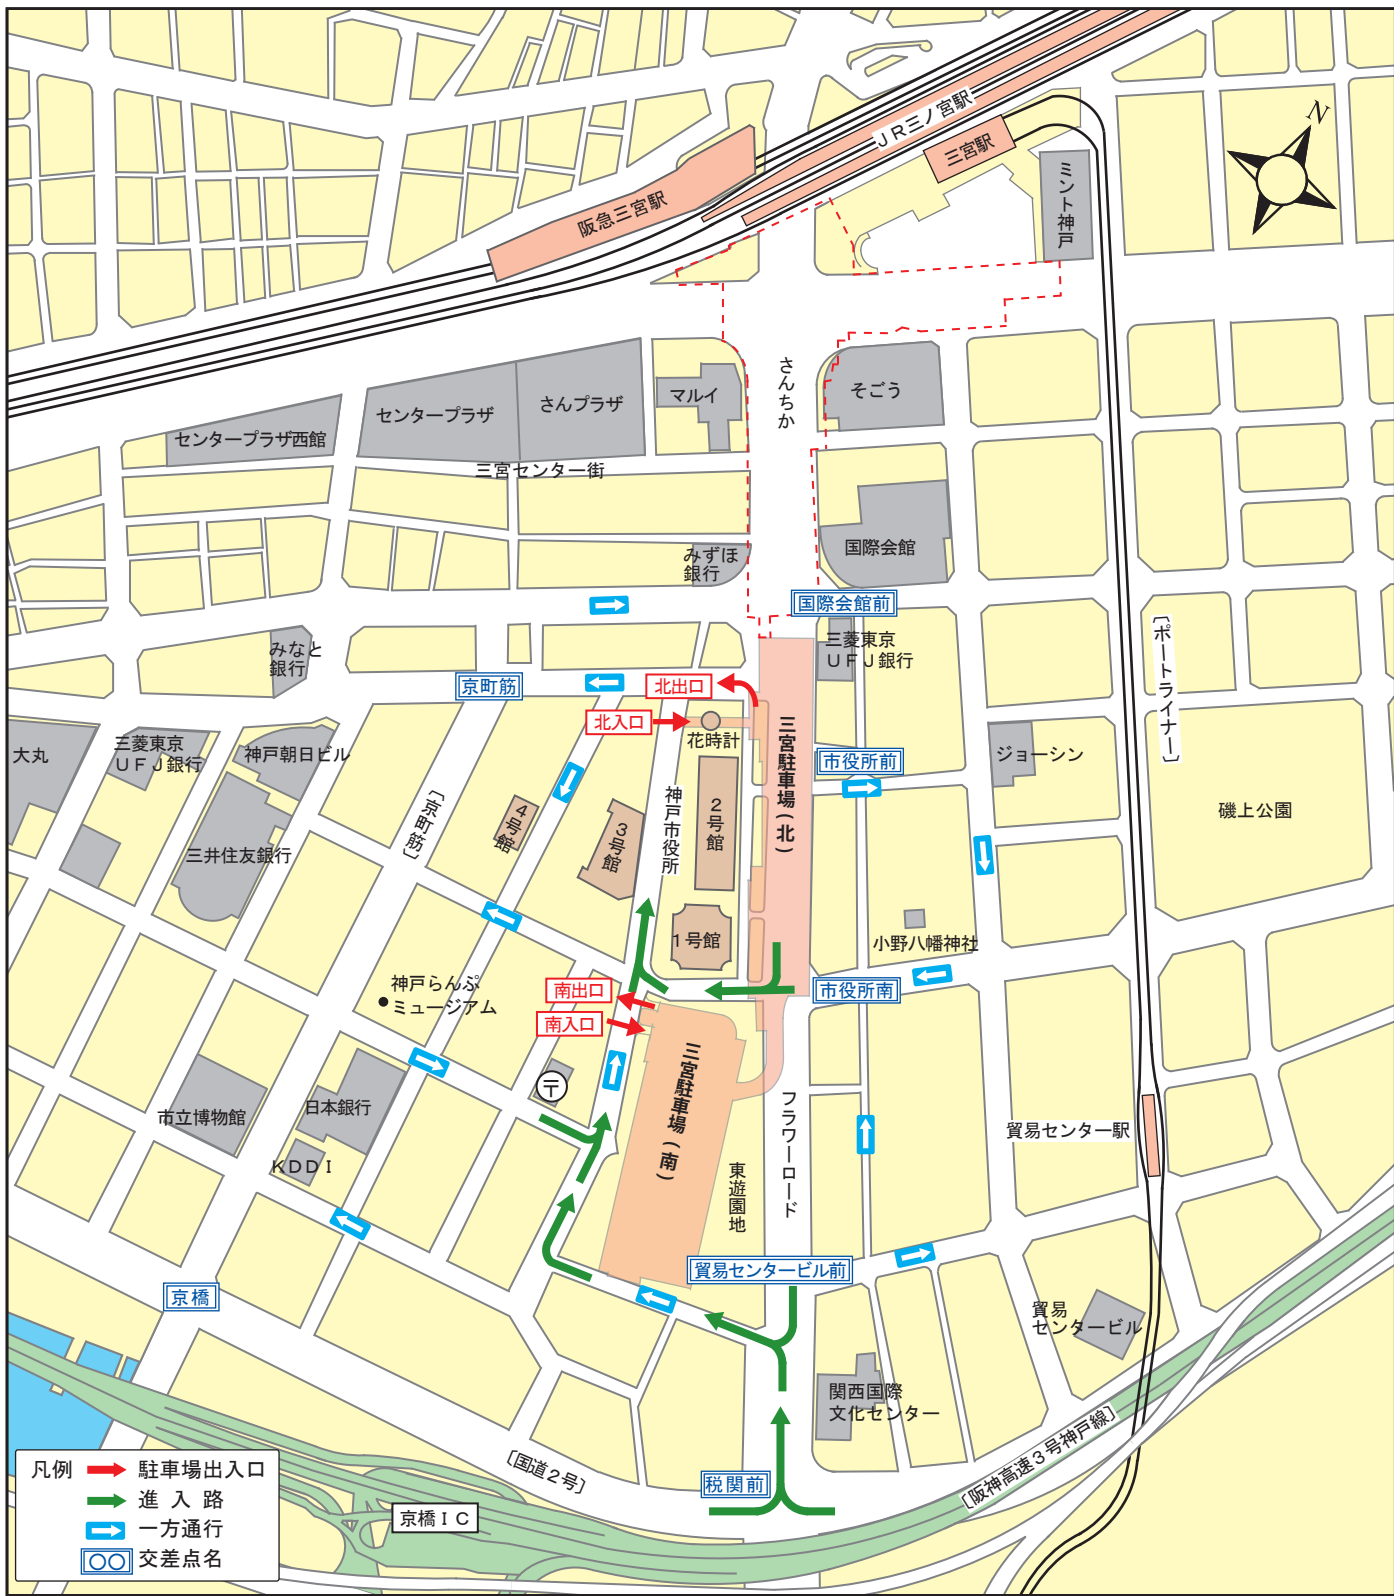 N
JR三ノ宮駅
三宮駅
ミント神戸
阪急三宮駅
さんちか
そごう
マルイ
さんプラザ
センタープラザ
センタープラザ西館
三宮センター街
国際会館
みずほ
銀行
国際会館前
三菱東京
UFJ銀行
みなと
銀行
京町筋
北出口
北入口
花時計
三宮駐車場(北)
市役所前
ジョーシン
〔ポートライナー〕
磯上公園
大丸
三菱東京
UFJ銀行
神戸朝日ビル
三井住友銀行
〔京町筋〕
4号館
3号館
神戸市役所
2号館
1号館
小野八幡神社
市役所南
神戸らんぷ
ミュージアム
南出口
南入口
〒
三宮駐車場(南)
市立博物館
日本銀行
KDDI
東遊園地
フラワーロード
貿易センター駅
貿易センタービル前
京橋
貿易
センタービル
関西国際
文化センター
〔国道2号〕
税関前
〔阪神高速3号神戸線〕
京橋IC
凡例
駐車場出入口
進入路
一方通行
○○ 交差点名